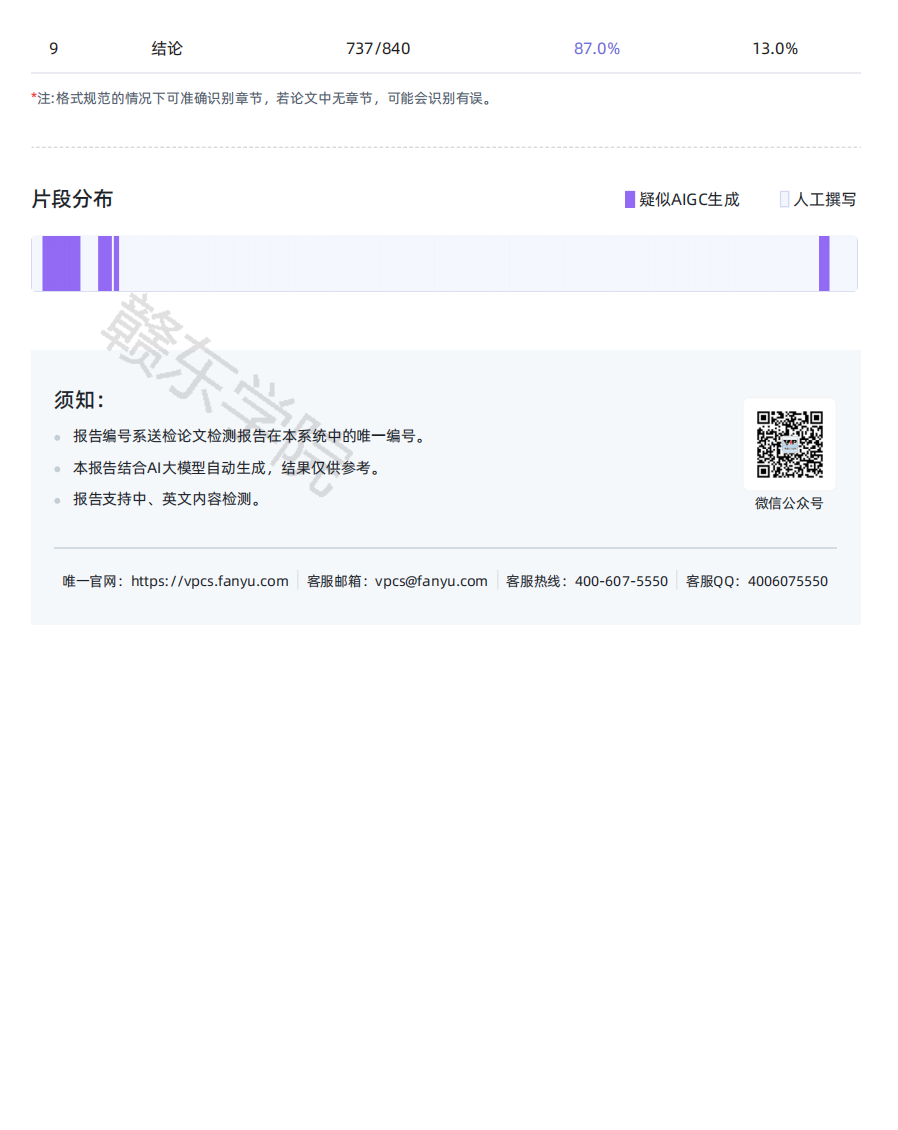 9 结论 737/840 87.0% 13.0%
*注:格式规范的情况下可准确识别章节，若论文中无章节，可能会识别有误。
片段分布 疑似AIGC生成 人工撰写
赣东学院
须知：
报告编号系送检论文检测报告在本系统中的唯一编号。
本报告结合AI大模型自动生成，结果仅供参考。
报告支持中、英文内容检测。
微信公众号
唯一官网：https://vpcs.fanyu.com 客服邮箱：vpcs@fanyu.com 客服热线：400-607-5550 客服QQ：4006075550